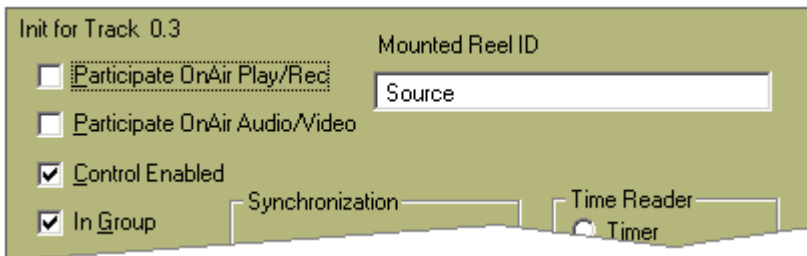 Init for Track 0.3
Mounted Reel ID
Participate OnAir Play/Rec
Source
Participate OnAir Audio/Video
Control Enabled
In Group
Synchronization
Time Reader
Timer